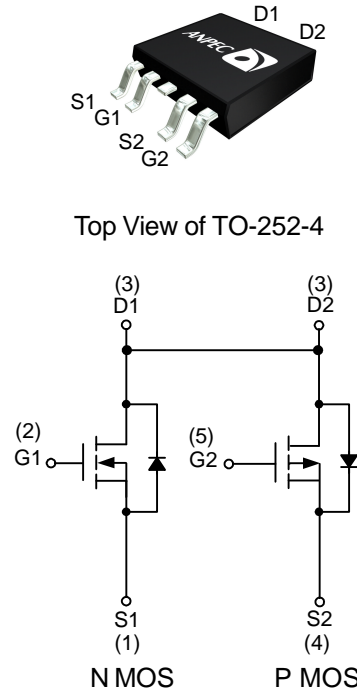 D1
D2
ANPEC
S1
G1
S2
G2
Top View of TO-252-4
(3) (3)
D1 D2
(2) (5)
G1 G2
S1 S2
(1) (4)
N MOS P MOS